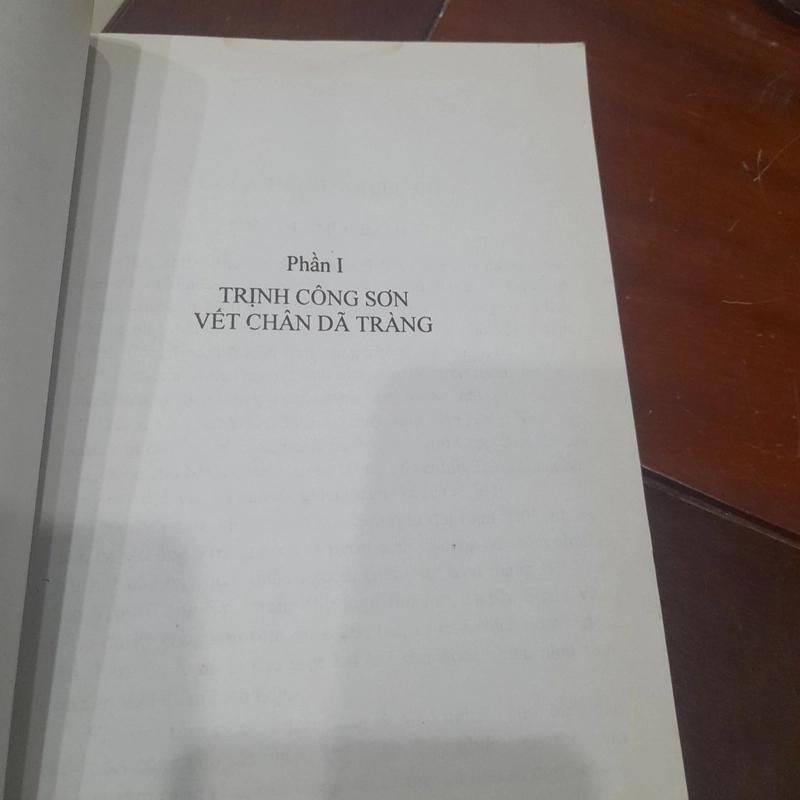 Phần I
TRỊNH CÔNG SƠN
VẾT CHÂN DÃ TRÀNG